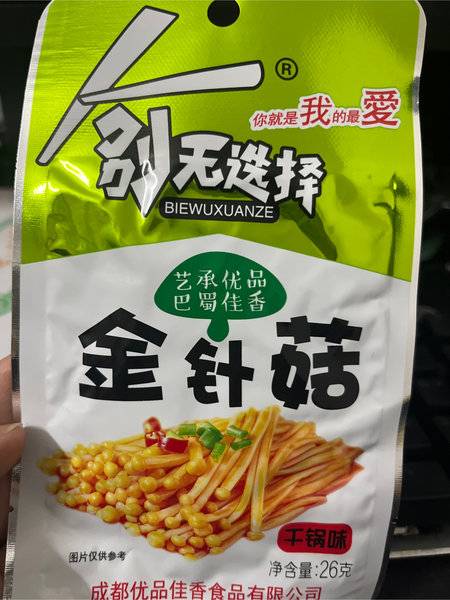 ®
你就是我的最愛
别无选择
BIEWUXUANZE
艺承优品
巴蜀佳香
金针菇
干锅味
图片仅供参考
净含量:26克
成都优品佳香食品有限公司